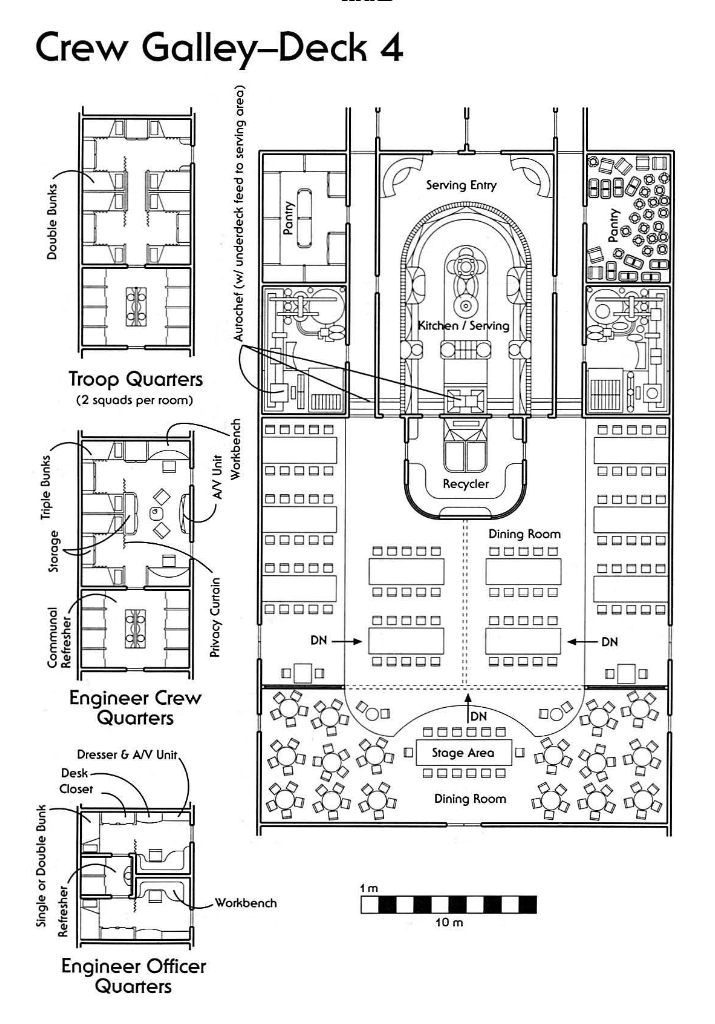 Crew Galley–Deck 4
Double Bunks
Troop Quarters
(2 squads per room)
Autochef (w/ underdeck feed to serving area)
Pantry
Serving Entry
Pantry
Kitchen / Serving
Recycler
Dining Room
DN
DN
DN
Stage Area
Dining Room
Triple Bunks
Storage
Communal
Refresher
Workbench
A/V Unit
Privacy Curtain
Engineer Crew
Quarters
Dresser & A/V Unit
Desk
Closet
Single or Double Bunk
Refresher
Workbench
Engineer Officer
Quarters
1 m
10 m